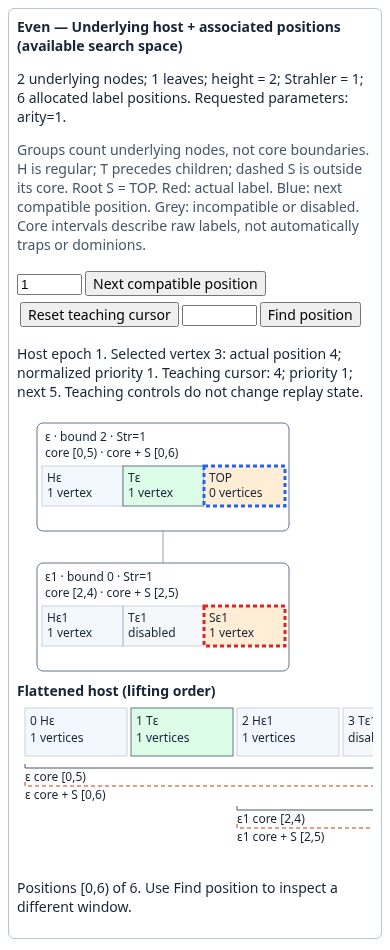 Even — Underlying host + associated positions
(available search space)
2 underlying nodes; 1 leaves; height = 2; Strahler = 1;
6 allocated label positions. Requested parameters:
arity=1.
Groups count underlying nodes, not core boundaries.
H is regular; T precedes children; dashed S is outside
its core. Root S = TOP. Red: actual label. Blue: next
compatible position. Grey: incompatible or disabled.
Core intervals describe raw labels, not automatically
traps or dominions.
1 Next compatible position
Reset teaching cursor Find position
Host epoch 1. Selected vertex 3: actual position 4;
normalized priority 1. Teaching cursor: 4; priority 1;
next 5. Teaching controls do not change replay state.
ε · bound 2 · Str=1
core [0,5) · core + S [0,6)
Hε Tε TOP
1 vertex 1 vertex 0 vertices
ε1 · bound 0 · Str=1
core [2,4) · core + S [2,5)
Hε1 Tε1 Sε1
1 vertex disabled 1 vertex
Flattened host (lifting order)
0 Hε 1 Tε 2 Hε1 3 Tε
1 vertices 1 vertices 1 vertices disal
ε core [0,5)
ε core + S [0,6)
ε1 core [2,4)
ε1 core + S [2,5)
Positions [0,6) of 6. Use Find position to inspect a
different window.